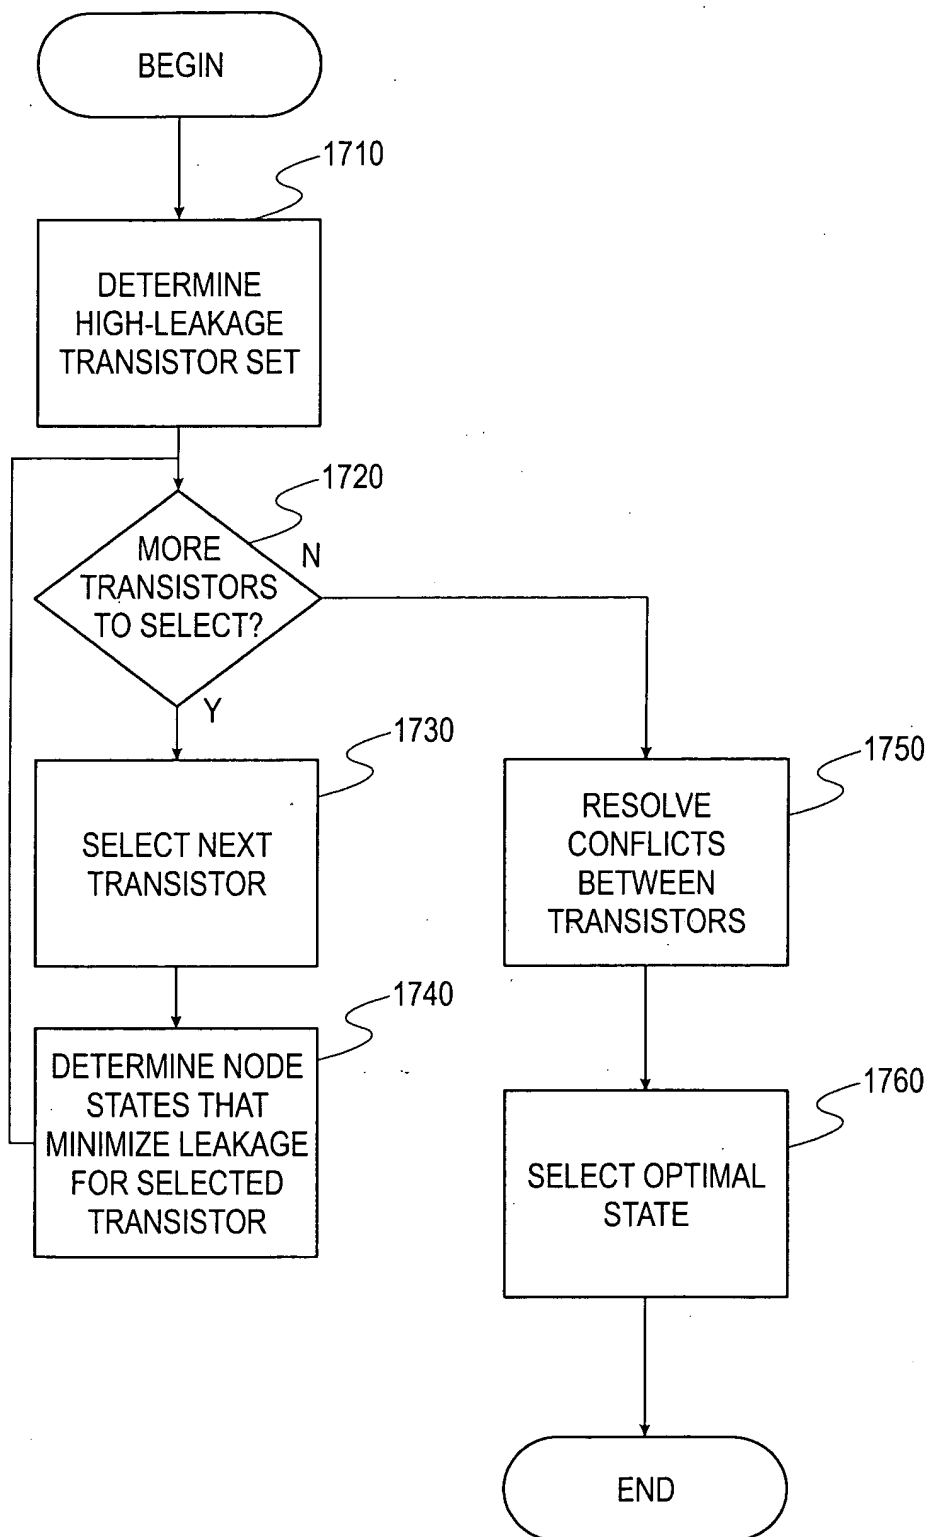 BEGIN
1710
DETERMINE
HIGH-LEAKAGE
TRANSISTOR SET
1720
MORE
TRANSISTORS
TO SELECT?
N
Y
1730
SELECT NEXT
TRANSISTOR
1740
DETERMINE NODE
STATES THAT
MINIMIZE LEAKAGE
FOR SELECTED
TRANSISTOR
1750
RESOLVE
CONFLICTS
BETWEEN
TRANSISTORS
1760
SELECT OPTIMAL
STATE
END